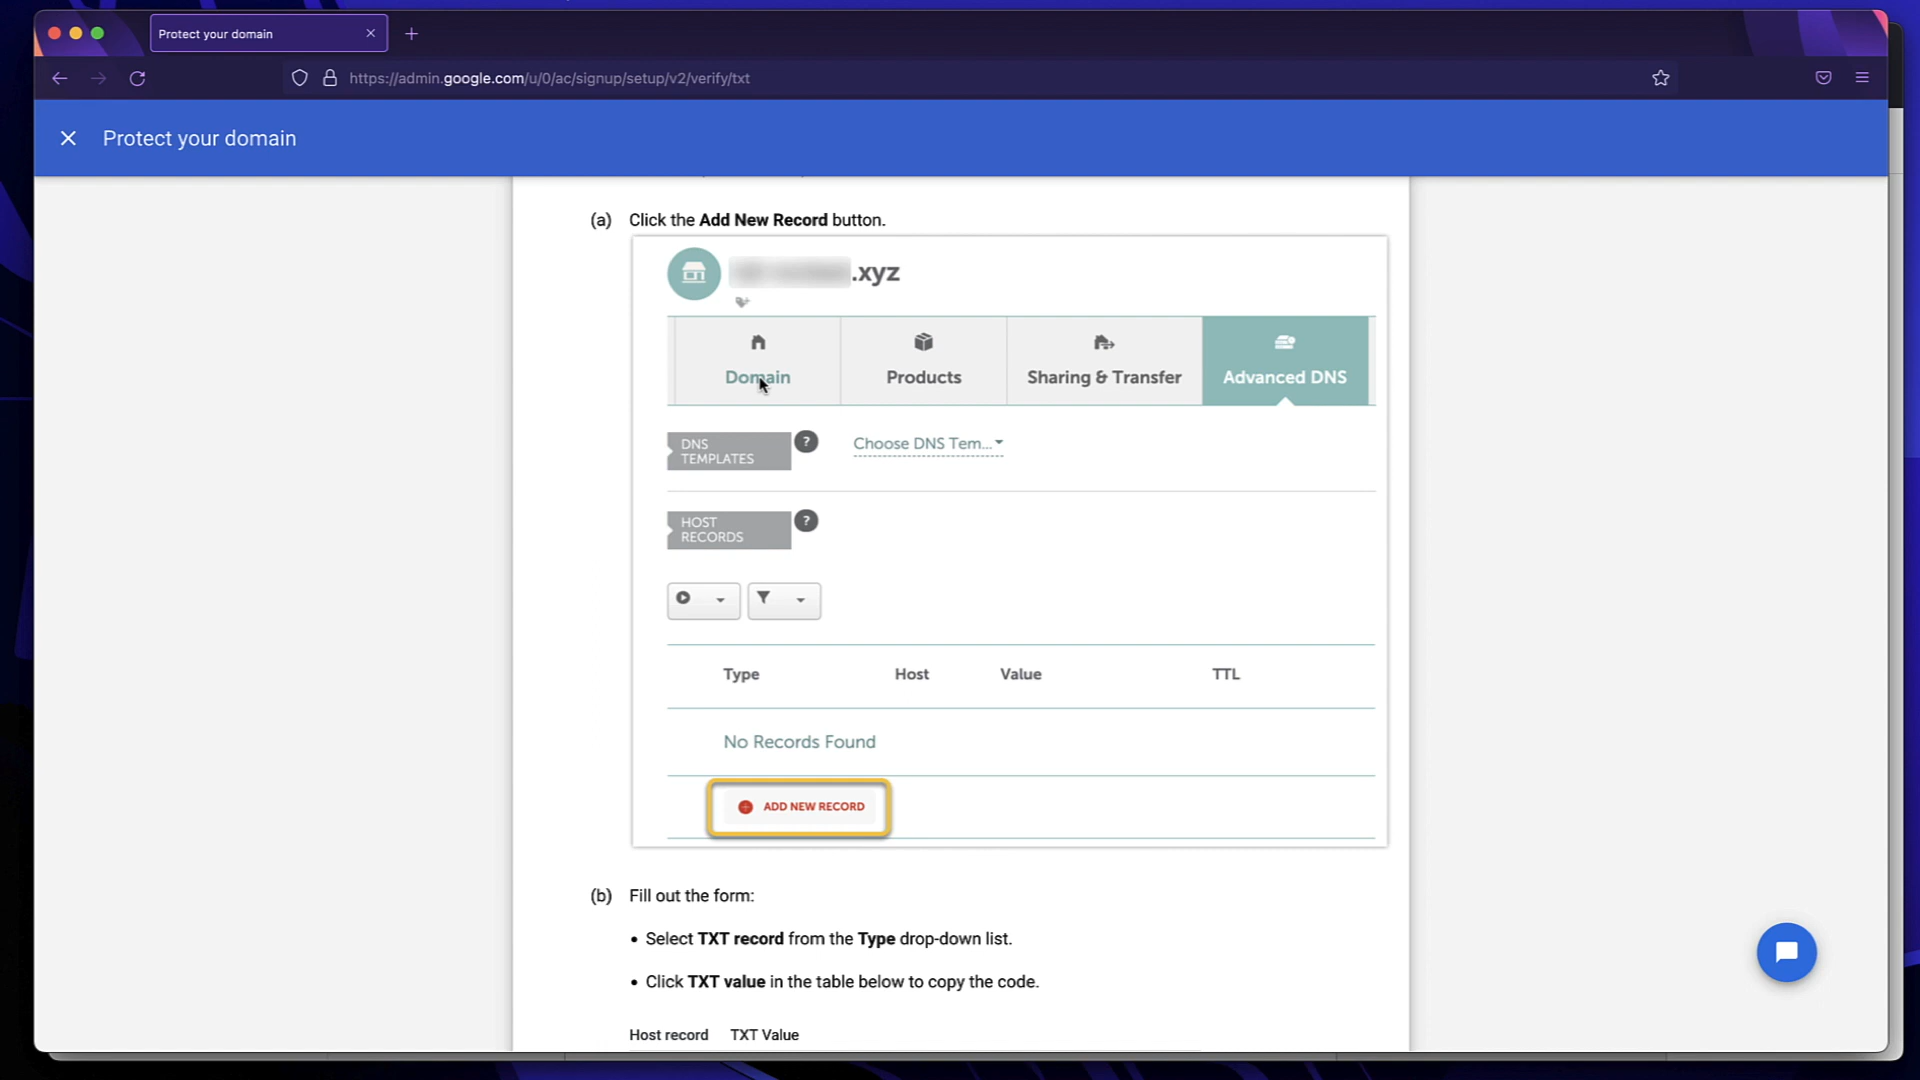 Protect your domain
https://admin.google.com/u/0/ac/signup/setup/v2/verify/txt
Protect your domain
(a) Click the Add New Record button.
.xyz
Domain Products Sharing & Transfer Advanced DNS
DNS TEMPLATES ? Choose DNS Tem...
HOST RECORDS ?
Type Host Value TTL
No Records Found
ADD NEW RECORD
(b) Fill out the form:
• Select TXT record from the Type drop-down list.
• Click TXT value in the table below to copy the code.
Host record TXT Value